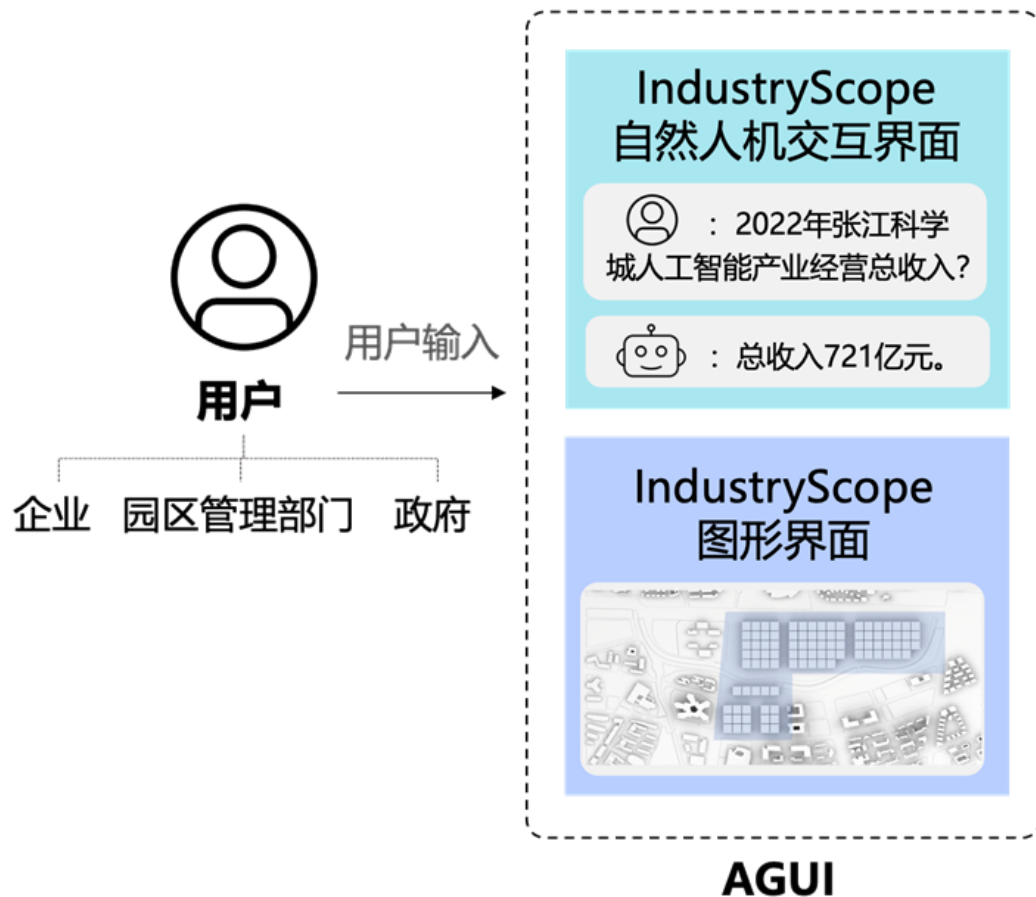 用户输入
用户
企业
园区管理部门
政府
IndustryScope
自然人机交互界面
：2022年张江科学
城人工智能产业经营总收入？
：总收入721亿元。
IndustryScope
图形界面
AGUI